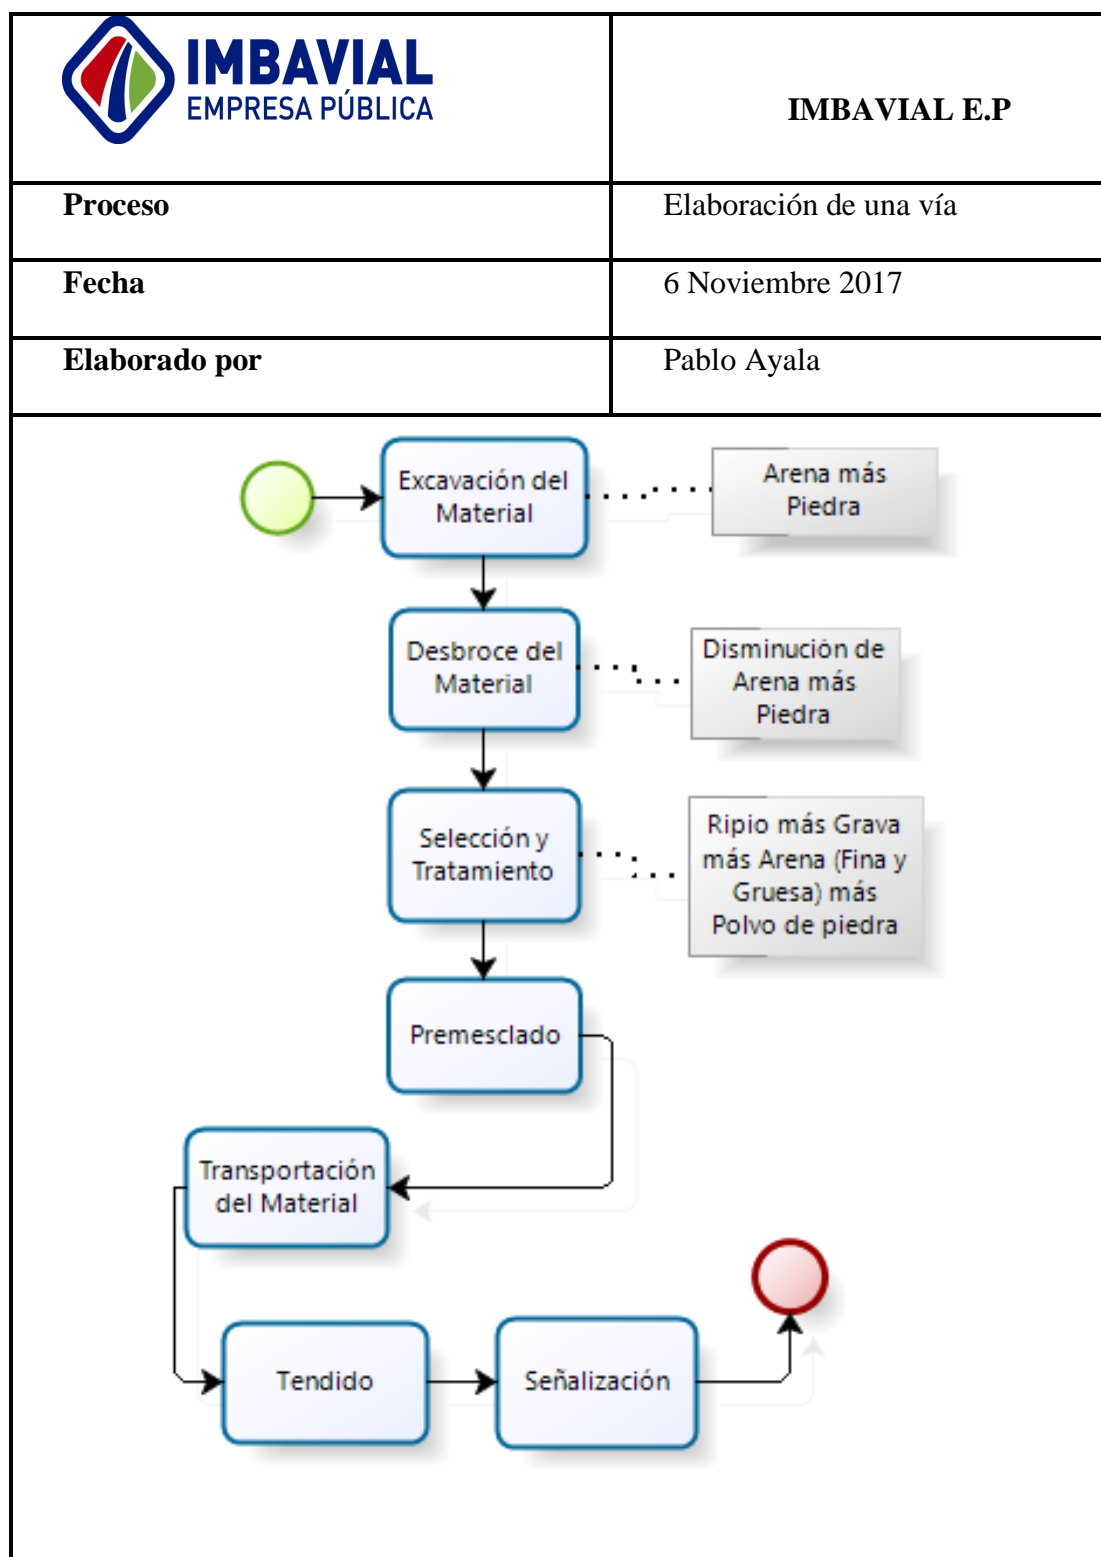 IMBAVIAL
EMPRESA PÚBLICA
IMBAVIAL E.P
Proceso
Elaboración de una vía
Fecha
6 Noviembre 2017
Elaborado por
Pablo Ayala
Excavación del
Material
Arena más
Piedra
Desbroce del
Material
Disminución de
Arena más
Piedra
Selección y
Tratamiento
Ripio más Grava
más Arena (Fina y
Gruesa) más
Polvo de piedra
Premesclado
Transportación
del Material
Tendido
Señalización